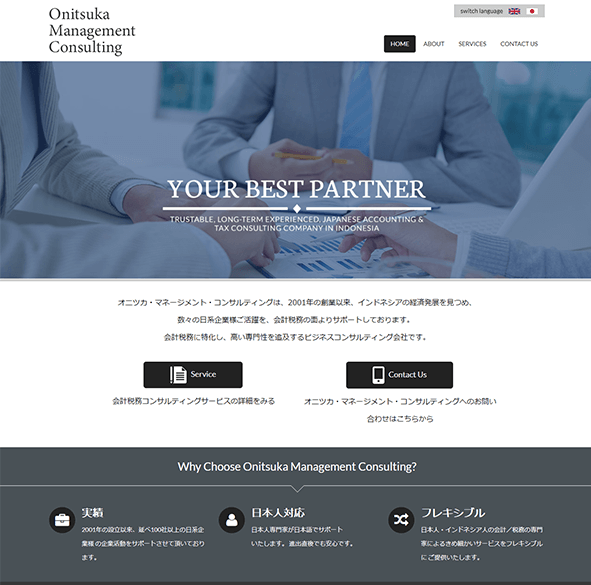 Onitsuka
Management
Consulting
switch language
HOME ABOUT SERVICES CONTACT US
YOUR BEST PARTNER
TRUSTABLE, LONG-TERM EXPERIENCED, JAPANESE ACCOUNTING &
TAX CONSULTING COMPANY IN INDONESIA
オニツカ・マネージメント・コンサルティングは、2001年の創業以来、インドネシアの経済発展を見つめ、
数々の日系企業様ご活躍を、会計税務の面よりサポートしております。
会計税務に特化し、高い専門性を追及するビジネスコンサルティング会社です。
Service
会計税務コンサルティングサービスの詳細をみる
Contact Us
オニツカ・マネージメント・コンサルティングへのお問い
合わせはこちらから
Why Choose Onitsuka Management Consulting?
実績
2001年の設立以来、延べ100社以上の日系企
業様 の企業活動をサポートさせて頂いており
ます。
日本人対応
日本人専門家が日本語でサポート
いたします。 進出直後でも安心です。
フレキシブル
日本人・インドネシア人の会計／税務の専門
家によるきめ細かいサービスをフレキシブル
に ご提供いたします。